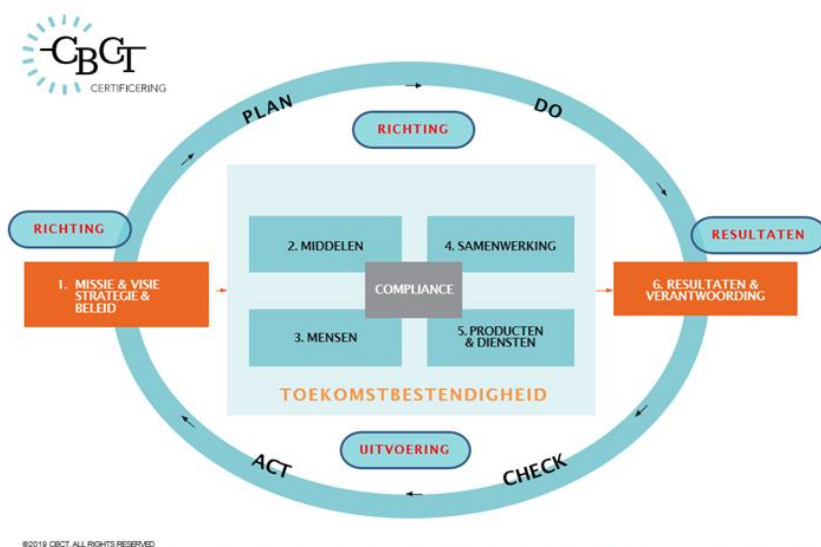 CBCT
CERTIFICERING
PLAN
DO
RICHTING
RICHTING
RESULTATEN
2. MIDDELEN
4. SAMENWERKING
1. MISSIE & VISIE
STRATEGIE &
BELEID
COMPLIANCE
6. RESULTATEN &
VERANTWOORDING
3. MENSEN
5. PRODUCTEN
& DIENSTEN
TOEKOMSTBESTENDIGHEID
UITVOERING
ACT
CHECK
©2019 CBCT. ALL RIGHTS RESERVED